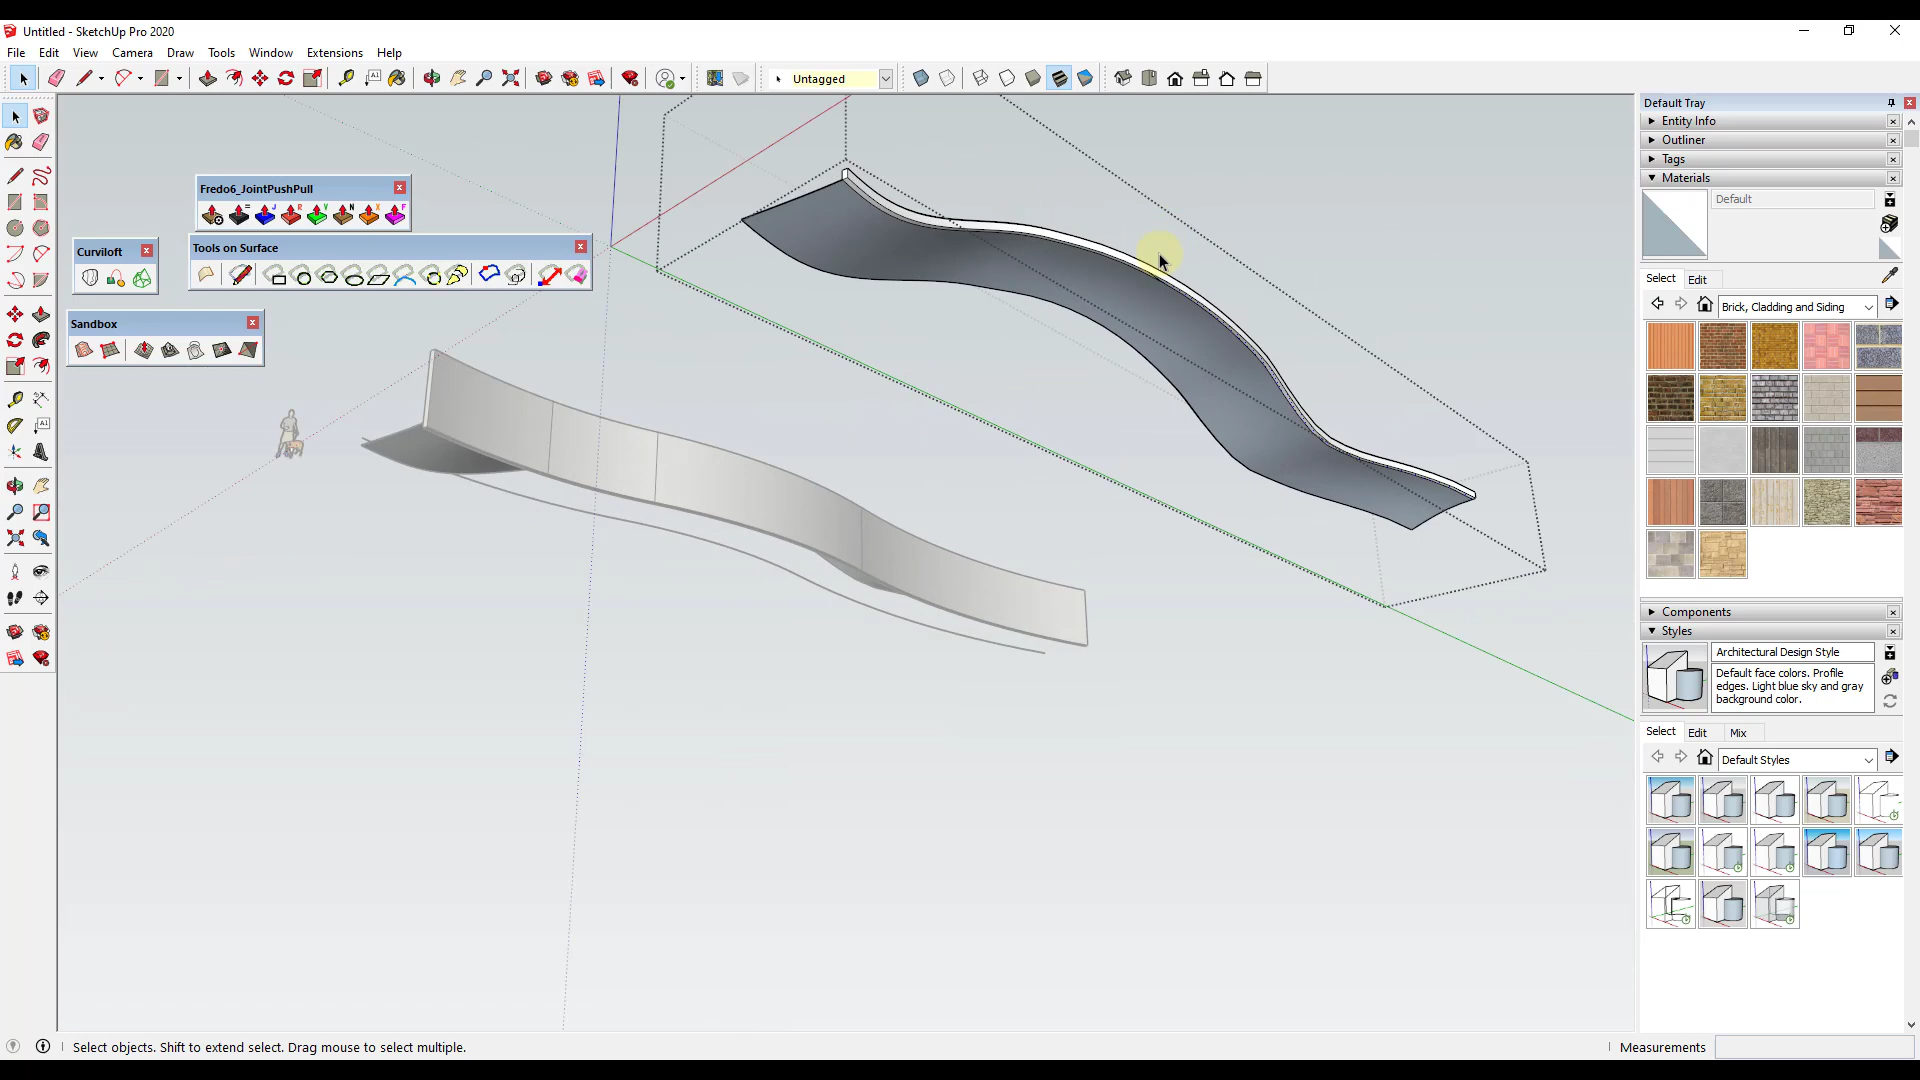 Untitled - SketchUp Pro 2020
File Edit View Camera Draw Tools Window Extensions Help
A1
Untagged
Default Tray
Entity Info
Outliner
Tags
Materials
Default
Select Edit
Brick, Cladding and Siding
Components
Styles
Architectural Design Style
Default face colors. Profile
edges. Light blue sky and gray
background color.
Select Edit Mix
Default Styles
Fredo6_JointPushPull
= J R V N X F
Tools on Surface
Curviloft
Sandbox
A1
Select objects. Shift to extend select. Drag mouse to select multiple.
Measurements